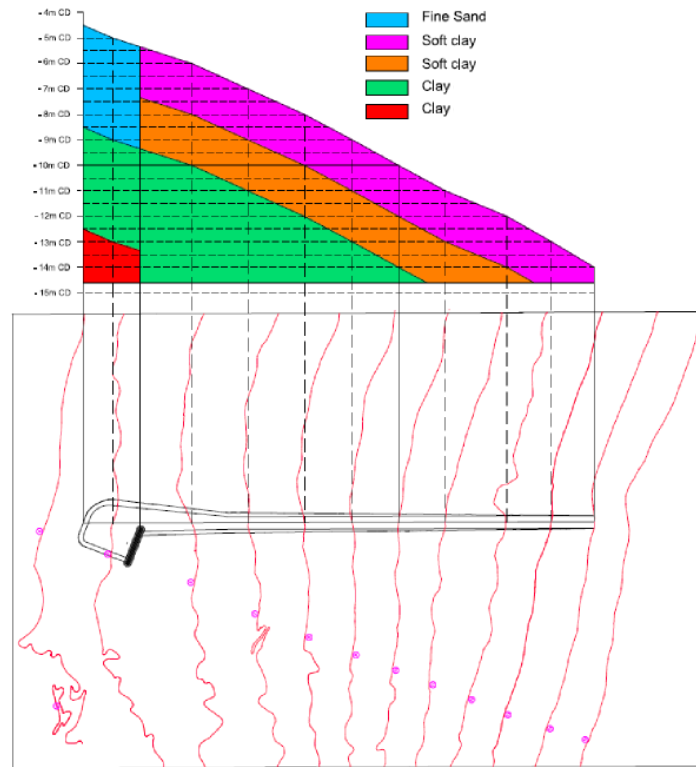 - 4m CD
- 5m CD
- 6m CD
- 7m CD
- 8m CD
- 9m CD
- 10m CD
- 11m CD
- 12m CD
- 13m CD
- 14m CD
- 15m CD
Fine Sand
Soft clay
Soft clay
Clay
Clay